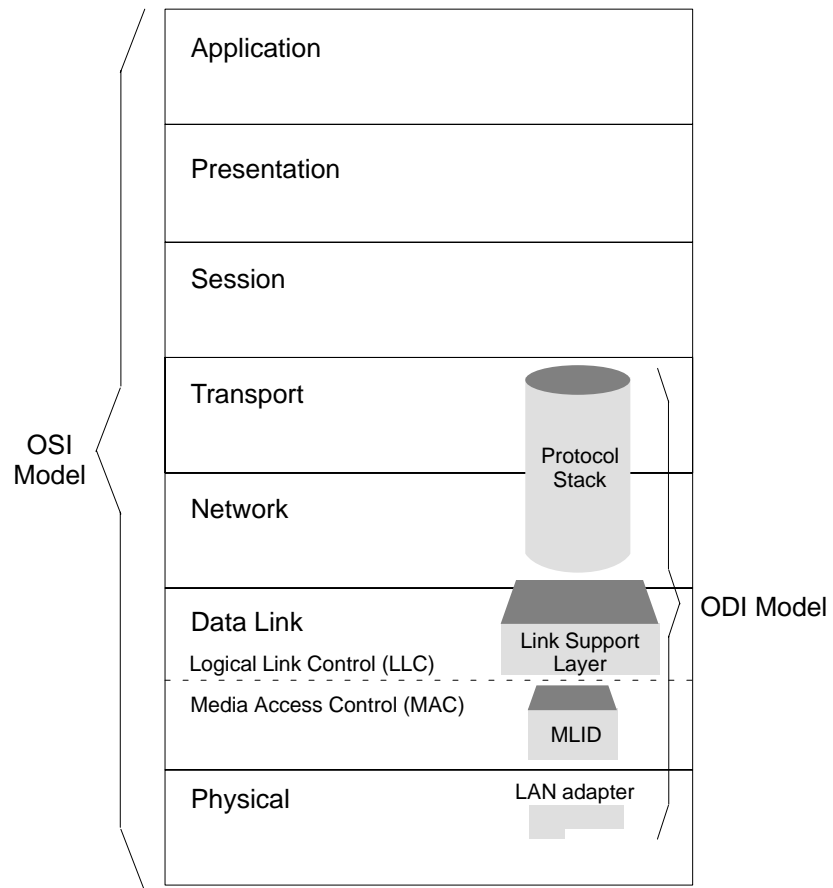 Application
Presentation
Session
Transport
Protocol
Stack
OSI
Model
Network
Data Link
Logical Link Control (LLC)
Link Support
Layer
ODI Model
Media Access Control (MAC)
MLID
Physical
LAN adapter